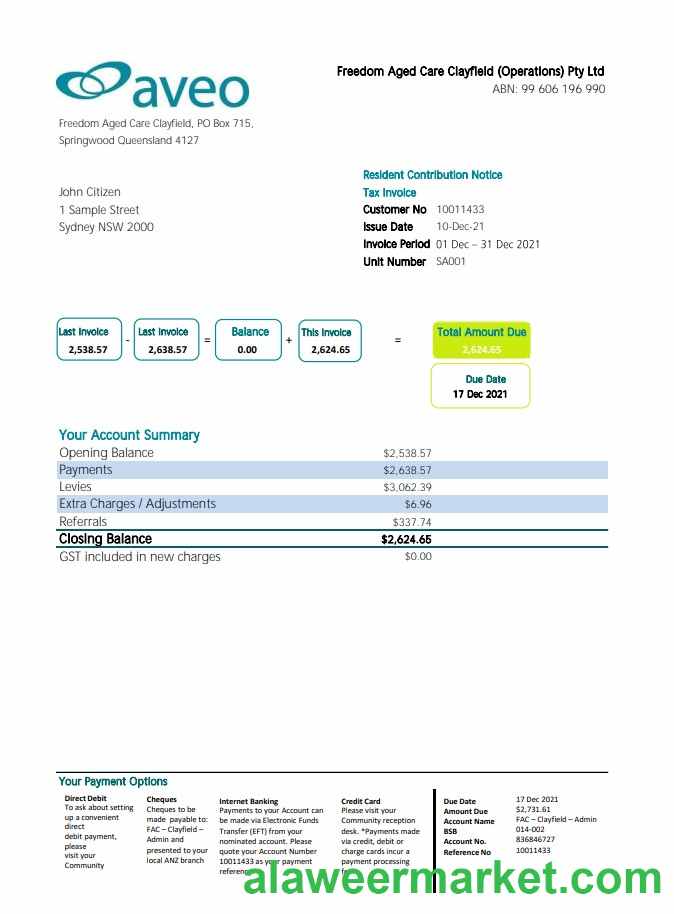 aveo
Freedom Aged Care Clayfield (Operations) Pty Ltd
ABN: 99 606 196 990
Freedom Aged Care Clayfield, PO Box 715,
Springwood Queensland 4127
Resident Contribution Notice
Tax Invoice
John Citizen
1 Sample Street
Sydney NSW 2000
Customer No 10011433
Issue Date 10-Dec-21
Invoice Period 01 Dec – 31 Dec 2021
Unit Number SA001
Last Invoice - Last Invoice = Balance + This Invoice = Total Amount Due
2,538.57 2,638.57 0.00 2,624.65 2,624.65
Due Date
17 Dec 2021
Your Account Summary
Opening Balance $2,538.57
Payments $2,638.57
Levies $3,062.39
Extra Charges / Adjustments $6.96
Referrals $337.74
Closing Balance $2,624.65
GST included in new charges $0.00
Your Payment Options
Direct Debit
To ask about setting
up a convenient
direct
debit payment,
please
visit your
Community
Cheques
Cheques to be
made payable to:
FAC – Clayfield –
Admin and
presented to your
local ANZ branch
Internet Banking
Payments to your Account can
be made via Electronic Funds
Transfer (EFT) from your
nominated account. Please
quote your Account Number
10011433 as your payment
Credit Card
Please visit your
Community reception
desk. *Payments made
via credit, debit or
charge cards incur a
payment processing
Due Date 17 Dec 2021
Amount Due $2,731.61
Account Name FAC – Clayfield – Admin
BSB 014-002
Account No. 836846727
Reference No 10011433
alaweermarket.com